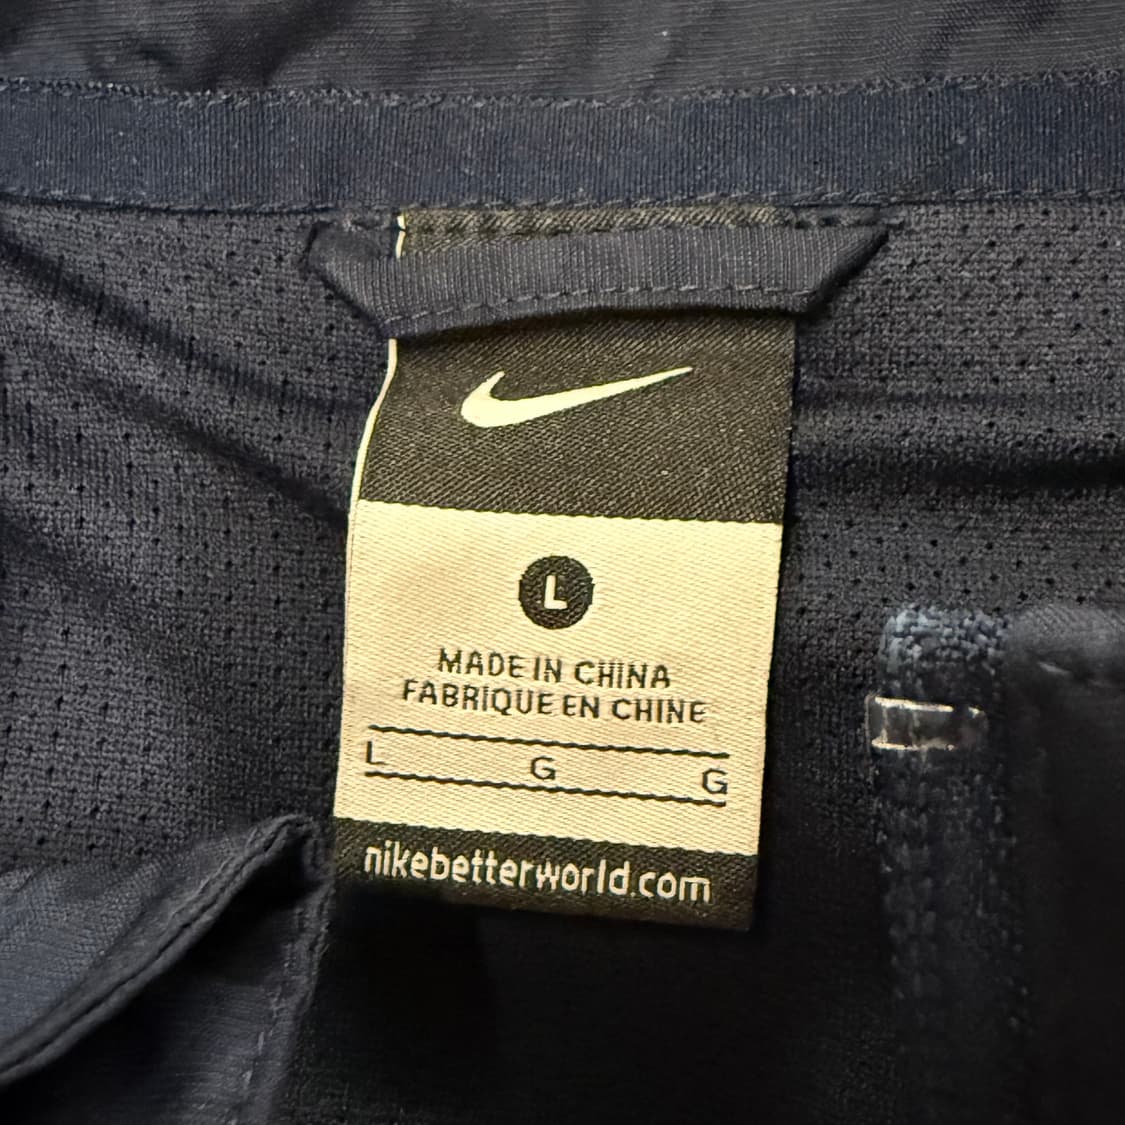 L
MADE IN CHINA
FABRIQUE EN CHINE
L G G
nikebetterworld.com